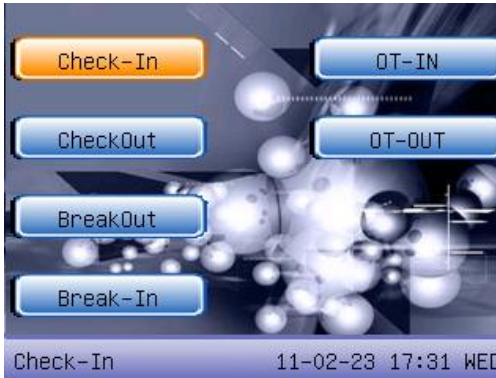 Check-In
OT-IN
CheckOut
OT-OUT
BreakOut
Break-In
Check-In 11-02-23 17:31 WED